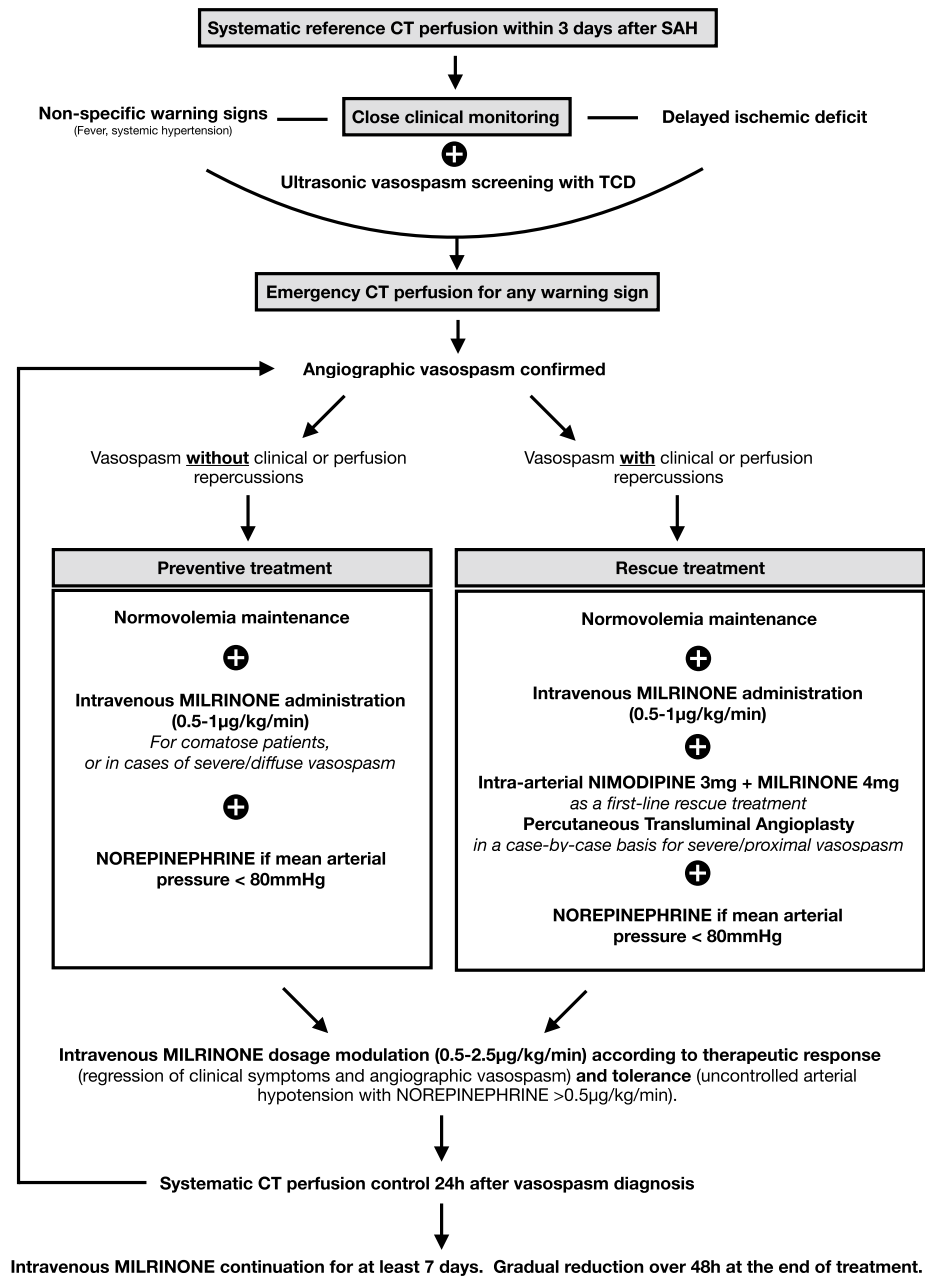 Systematic reference CT perfusion within 3 days after SAH
Non-specific warning signs
(Fever, systemic hypertension)
Close clinical monitoring
Delayed ischemic deficit
Ultrasonic vasospasm screening with TCD
Emergency CT perfusion for any warning sign
Angiographic vasospasm confirmed
Vasospasm without clinical or perfusion
repercussions
Vasospasm with clinical or perfusion
repercussions
Preventive treatment
Normovolemia maintenance
Intravenous MILRINONE administration
(0.5-1µg/kg/min)
For comatose patients,
or in cases of severe/diffuse vasospasm
NOREPINEPHRINE if mean arterial
pressure < 80mmHg
Rescue treatment
Normovolemia maintenance
Intravenous MILRINONE administration
(0.5-1µg/kg/min)
Intra-arterial NIMODIPINE 3mg + MILRINONE 4mg
as a first-line rescue treatment
Percutaneous Transluminal Angioplasty
in a case-by-case basis for severe/proximal vasospasm
NOREPINEPHRINE if mean arterial
pressure < 80mmHg
Intravenous MILRINONE dosage modulation (0.5-2.5µg/kg/min) according to therapeutic response
(regression of clinical symptoms and angiographic vasospasm) and tolerance (uncontrolled arterial
hypotension with NOREPINEPHRINE >0.5µg/kg/min).
Systematic CT perfusion control 24h after vasospasm diagnosis
Intravenous MILRINONE continuation for at least 7 days. Gradual reduction over 48h at the end of treatment.